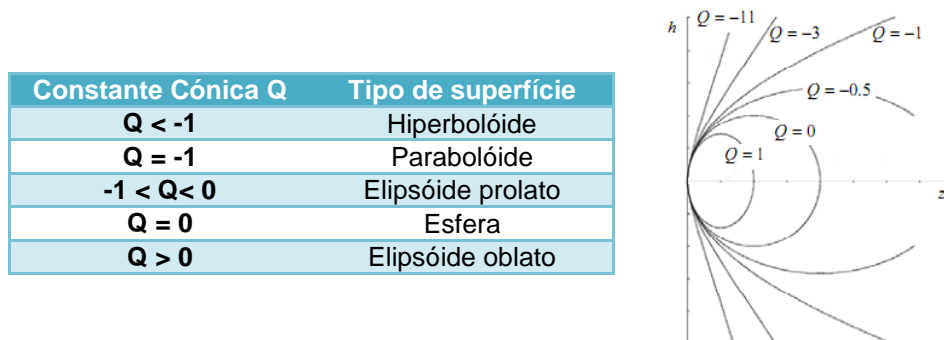 Constante Cónica Q Tipo de superfície
Q < -1 Hiperbolóide
Q = -1 Parabolóide
-1 < Q< 0 Elipsóide prolato
Q = 0 Esfera
Q > 0 Elipsóide oblato
h
Q = −11
Q = −3
Q = −1
Q = −0.5
Q = 0
Q = 1
z